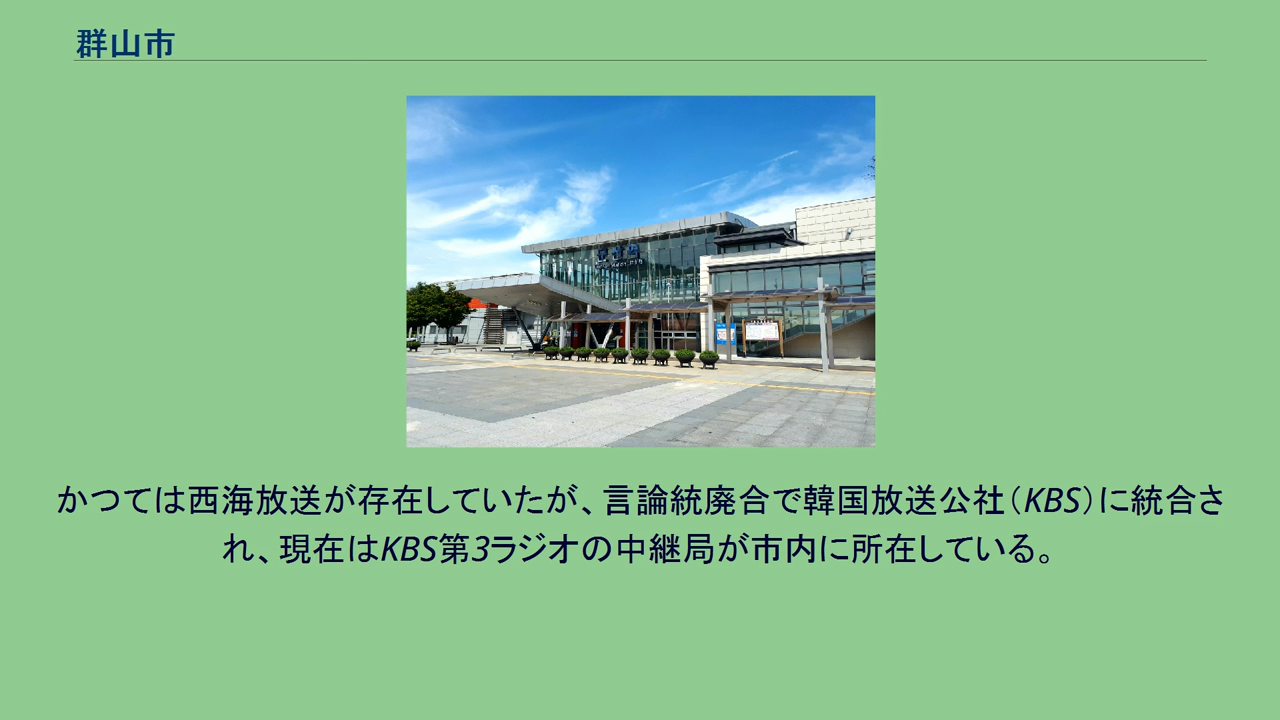 群山市
かつては西海放送が存在していたが、言論統廃合で韓国放送公社（KBS）に統合さ
れ、現在はKBS第3ラジオの中継局が市内に所在している。